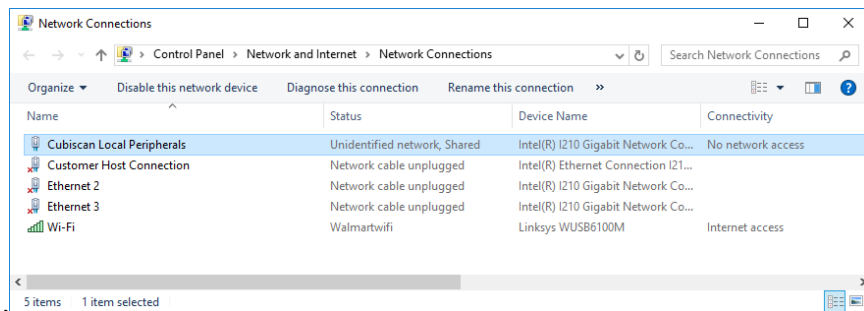 Network Connections
Control Panel > Network and Internet > Network Connections
Search Network Connections
Organize Disable this network device Diagnose this connection Rename this connection »
Name Status Device Name Connectivity
Cubiscan Local Peripherals Unidentified network, Shared Intel(R) I210 Gigabit Network Co... No network access
Customer Host Connection Network cable unplugged Intel(R) Ethernet Connection I21...
Ethernet 2 Network cable unplugged Intel(R) I210 Gigabit Network Co...
Ethernet 3 Network cable unplugged Intel(R) I210 Gigabit Network Co...
Wi-Fi Walmartwifi Linksys WUSB6100M Internet access
5 items 1 item selected